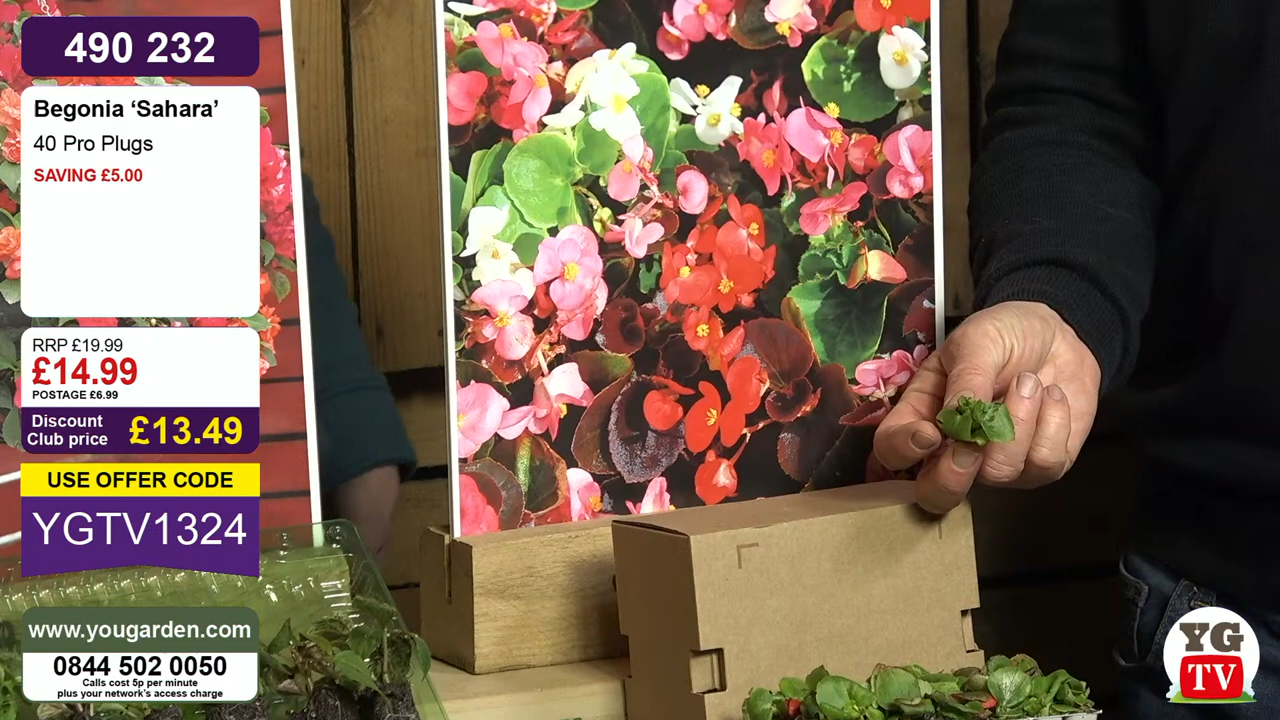 490 232
Begonia ‘Sahara’
40 Pro Plugs
SAVING £5.00
RRP £19.99
£14.99
POSTAGE £6.99
Discount
Club price £13.49
USE OFFER CODE
YGTV1324
www.yougarden.com
0844 502 0050
Calls cost 5p per minute
plus your network's access charge
YG
TV